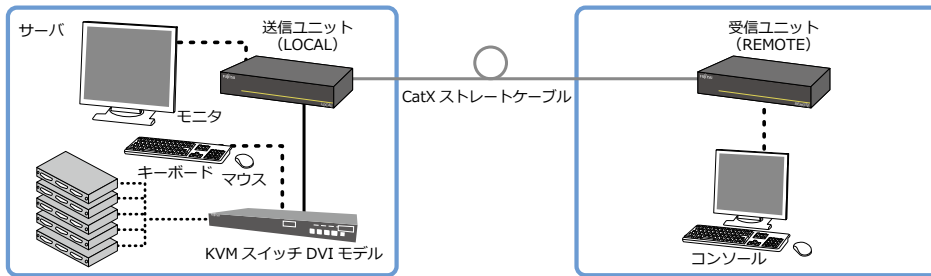 サーバ
送信ユニット
（LOCAL）
モニタ
キーボード
マウス
KVM スイッチ DVI モデル
CatX ストレートケーブル
受信ユニット
（REMOTE）
コンソール